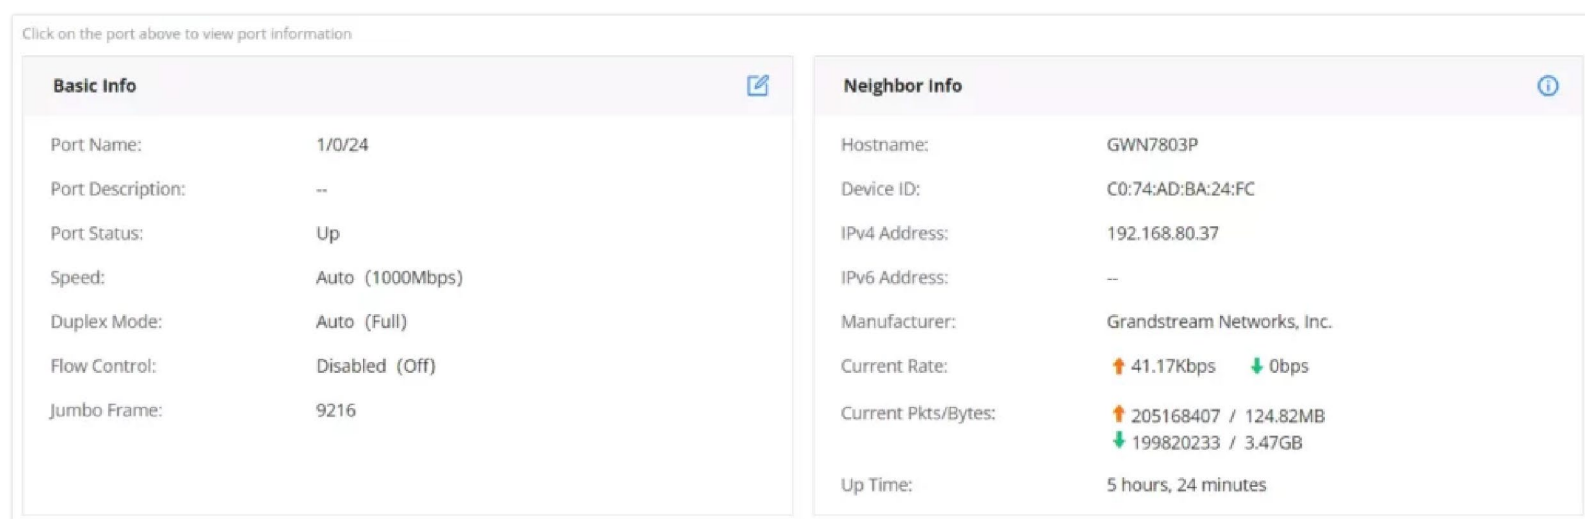 Click on the port above to view port information
Basic Info
Port Name: 1/0/24
Port Description: --
Port Status: Up
Speed: Auto (1000Mbps)
Duplex Mode: Auto (Full)
Flow Control: Disabled (Off)
Jumbo Frame: 9216
Neighbor Info
Hostname: GWN7803P
Device ID: C0:74:AD:BA:24:FC
IPv4 Address: 192.168.80.37
IPv6 Address: --
Manufacturer: Grandstream Networks, Inc.
Current Rate: 41.17Kbps 0bps
Current Pkts/Bytes: 205168407 / 124.82MB
199820233 / 3.47GB
Up Time: 5 hours, 24 minutes